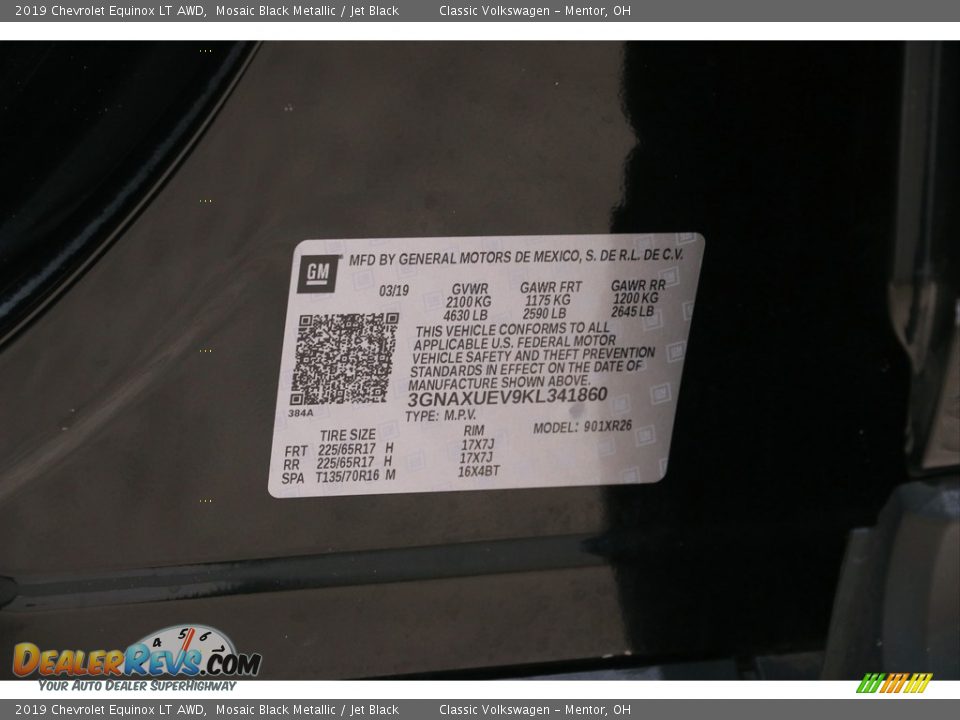 2019 Chevrolet Equinox LT AWD,  Mosaic Black Metallic / Jet Black     Classic Volkswagen - Mentor, OH
GM MFD BY GENERAL MOTORS DE MEXICO, S. DE R.L. DE C.V.
03/19 GVWR GAWR FRT GAWR RR
2100 KG 1175 KG 1200 KG
4630 LB 2590 LB 2645 LB
THIS VEHICLE CONFORMS TO ALL
APPLICABLE U.S. FEDERAL MOTOR
VEHICLE SAFETY AND THEFT PREVENTION
STANDARDS IN EFFECT ON THE DATE OF
MANUFACTURE SHOWN ABOVE.
3GNAXUEV9KL341860
384A
TYPE: M.P.V.
MODEL: 901XR26
TIRE SIZE RIM
FRT 225/65R17 H 17X7J
RR 225/65R17 H 17X7J
SPA T135/70R16 M 16X4BT
4 5 6
DEALERREVS.COM
YOUR AUTO DEALER SUPERHIGHWAY
2019 Chevrolet Equinox LT AWD,  Mosaic Black Metallic / Jet Black     Classic Volkswagen - Mentor, OH